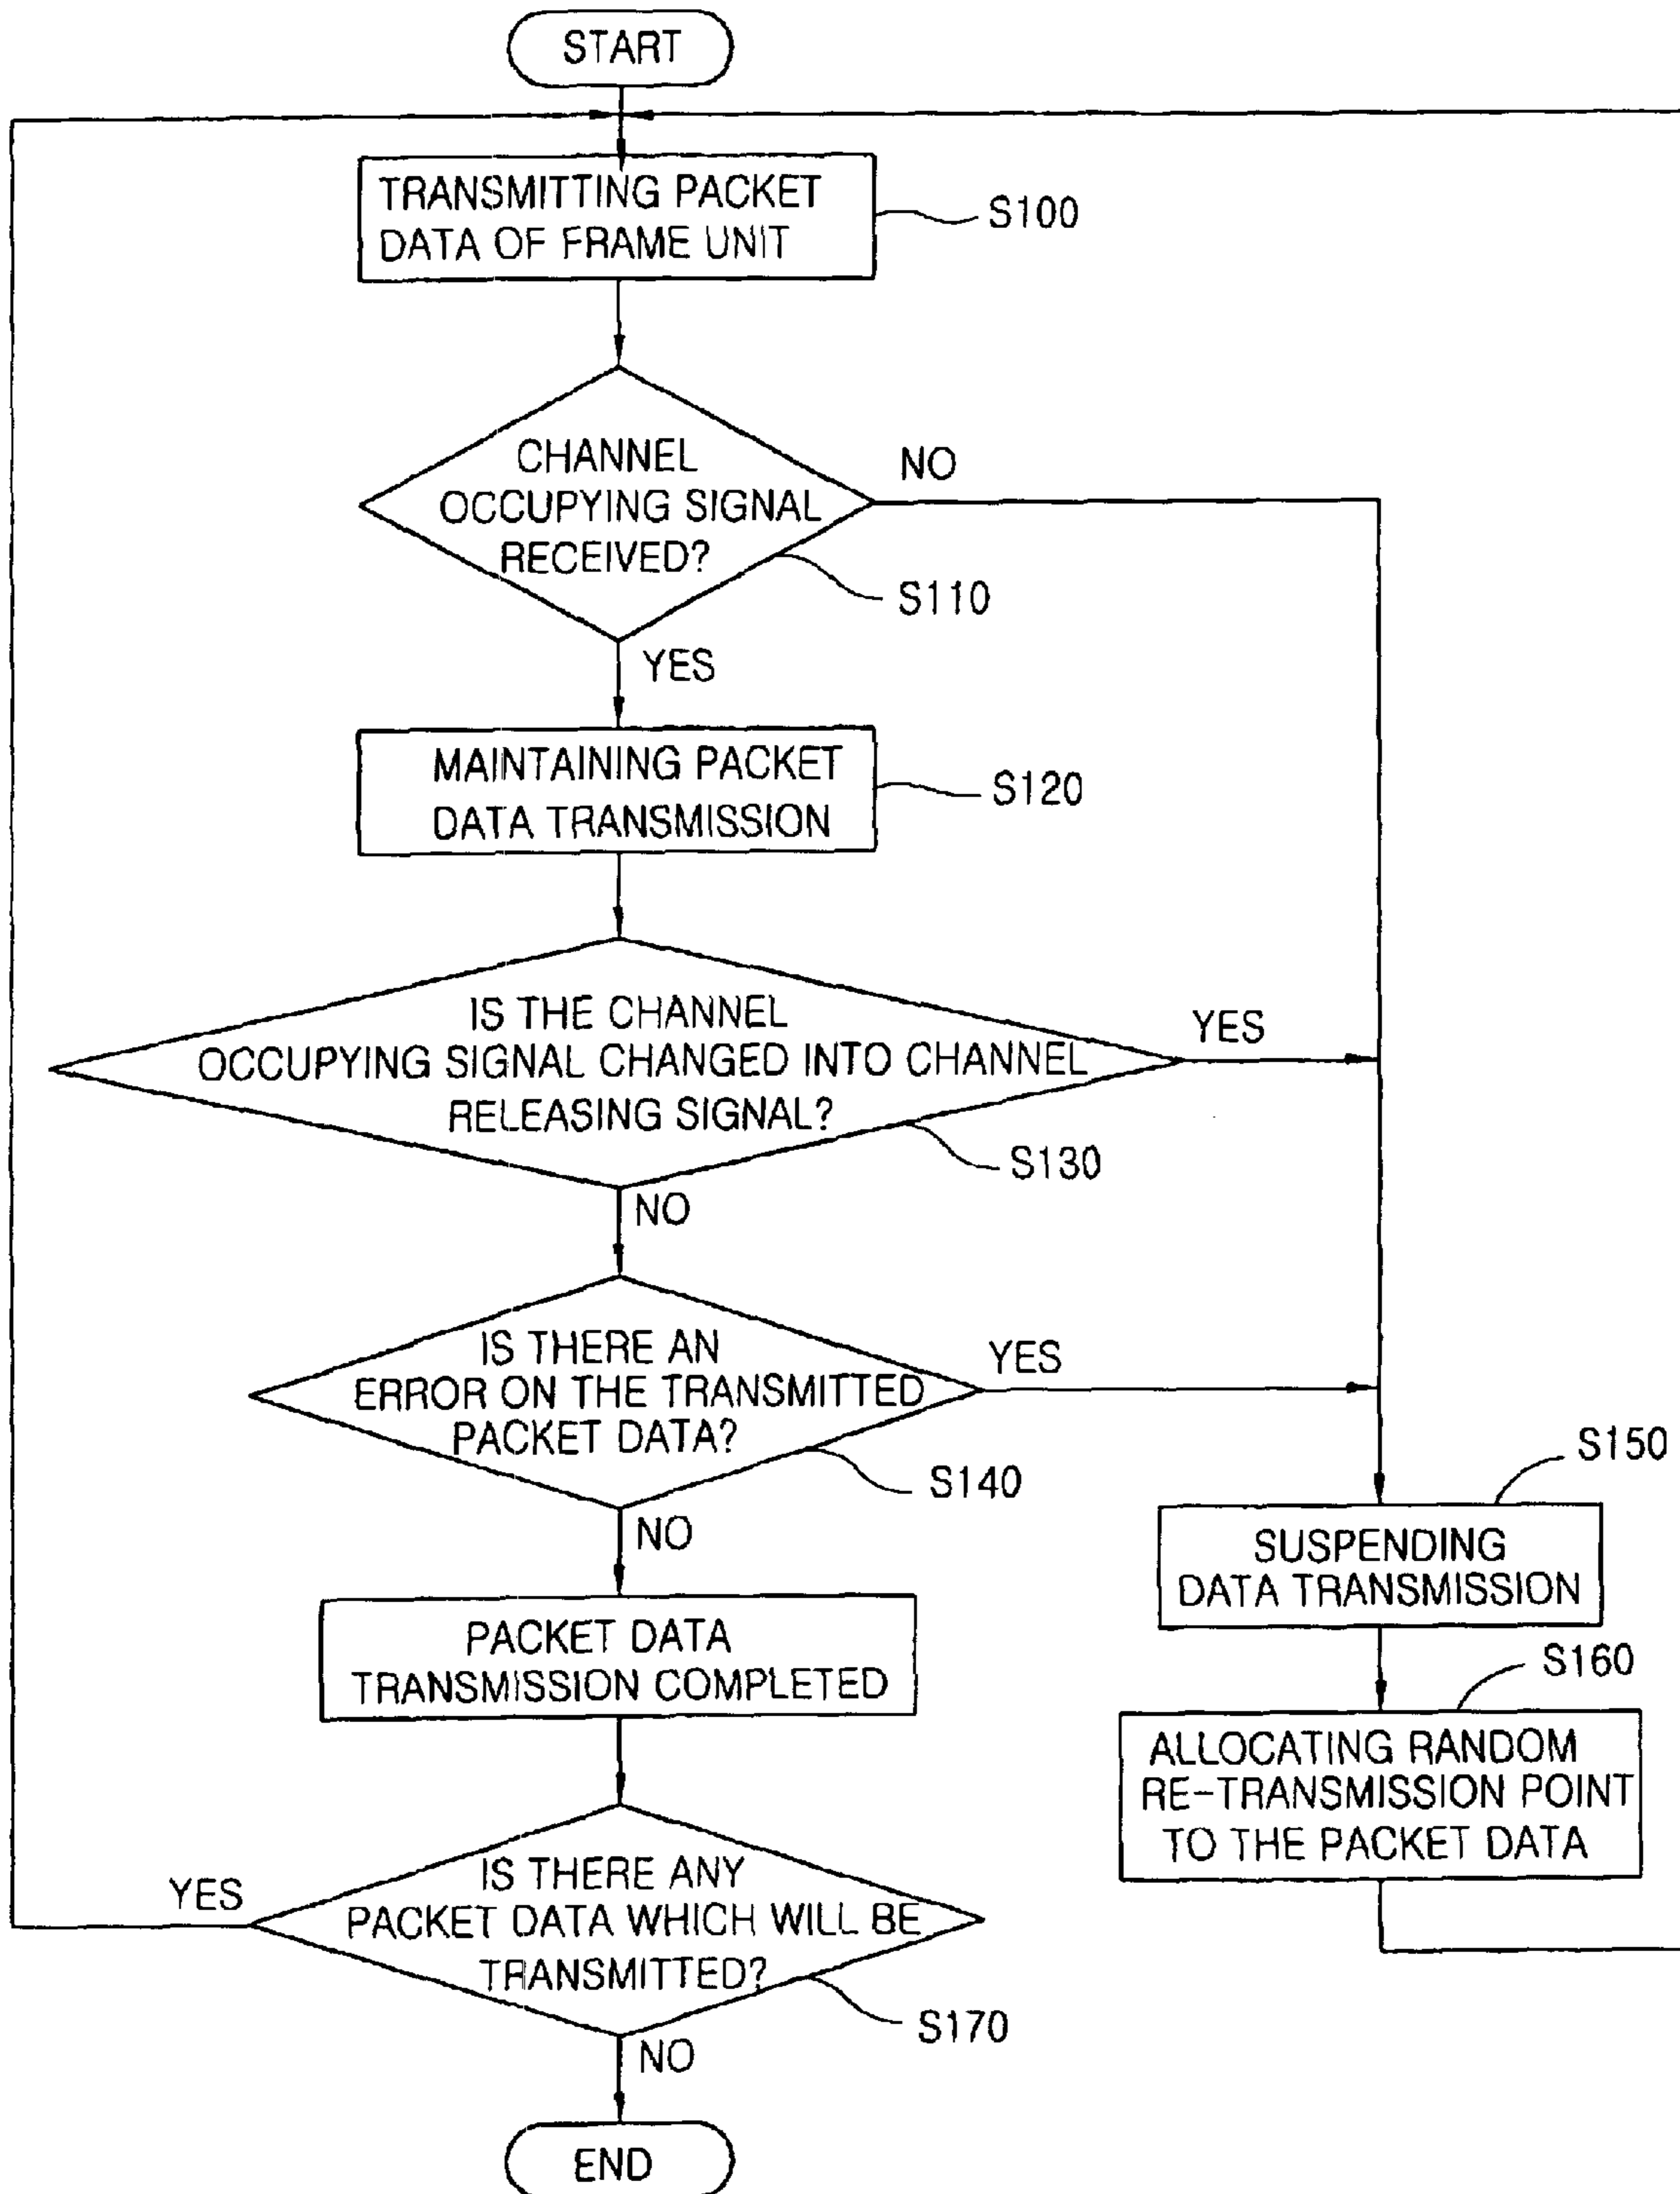 START
TRANSMITTING PACKET
DATA OF FRAME UNIT
S100
CHANNEL
OCCUPYING SIGNAL
RECEIVED?
NO
S110
YES
MAINTAINING PACKET
DATA TRANSMISSION
S120
IS THE CHANNEL
OCCUPYING SIGNAL CHANGED INTO CHANNEL
RELEASING SIGNAL?
YES
S130
NO
IS THERE AN
ERROR ON THE TRANSMITTED
PACKET DATA?
YES
S140
NO
S150
SUSPENDING
DATA TRANSMISSION
PACKET DATA
TRANSMISSION COMPLETED
S160
ALLOCATING RANDOM
RE-TRANSMISSION POINT
TO THE PACKET DATA
IS THERE ANY
PACKET DATA WHICH WILL BE
TRANSMITTED?
YES
S170
NO
END